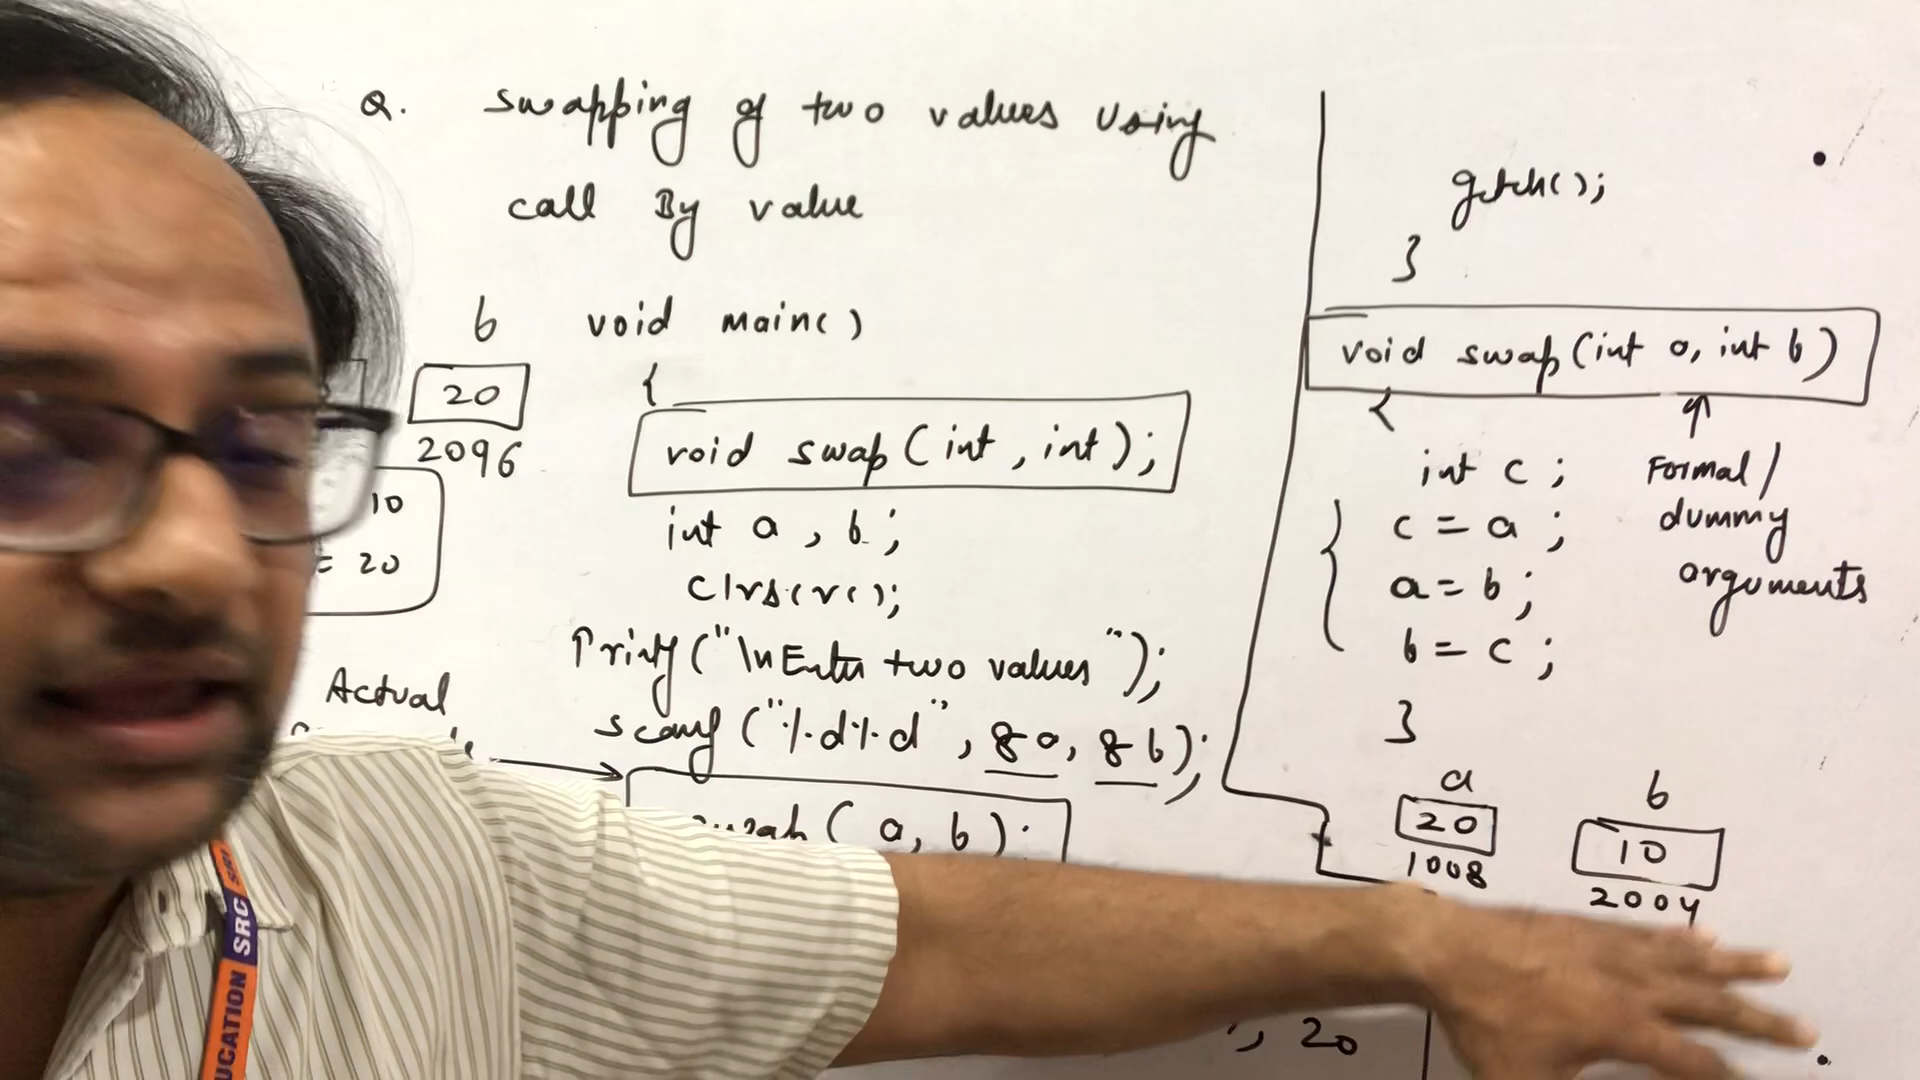 Q. Swapping of two values Using
call By value
b
20
2096
10
= 20
Actual
void main()
{
void swap (int, int);
int a, b;
clrscr();
Printf("\nEnter two values");
scanf ("%d%d", &a, &b);
swap (a, b);
, 20
getch();
}
void swap (int a, int b)
{
int c;
c = a;
a = b;
b = c;
}
Formal/
dummy
arguments
a
20
1008
b
10
2004
SRC
EDUCATION